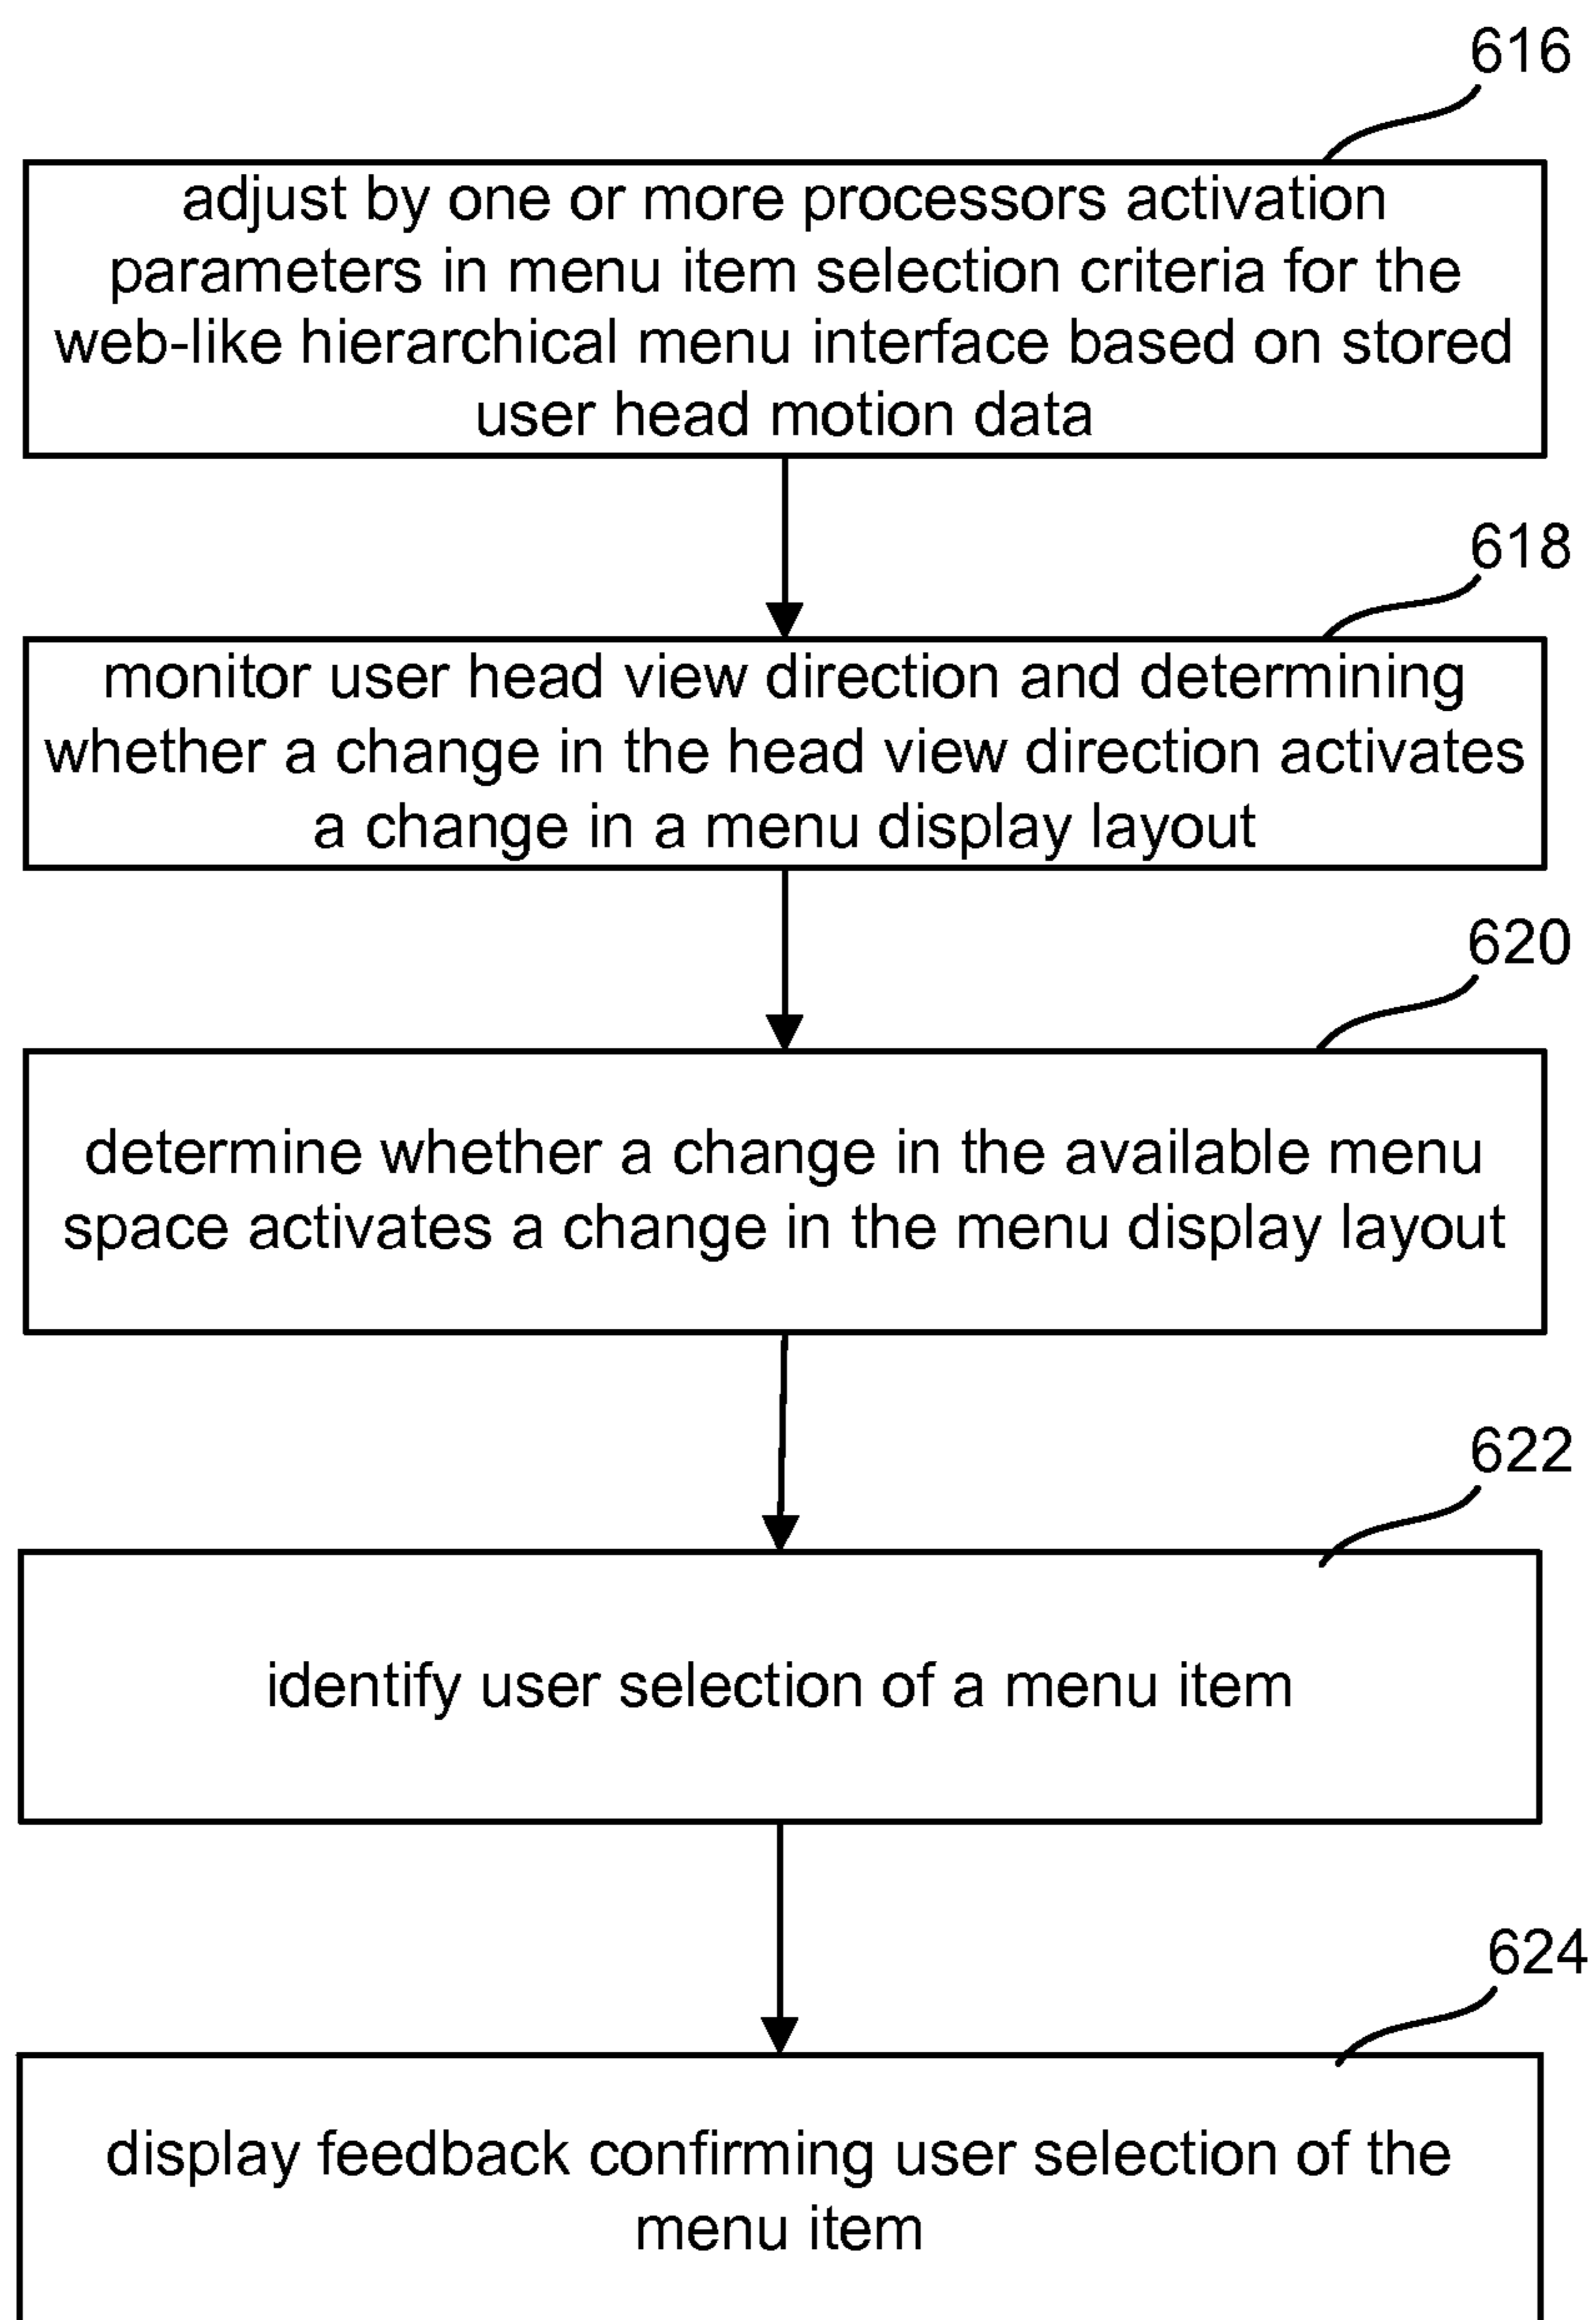 616
adjust by one or more processors activation
parameters in menu item selection criteria for the
web-like hierarchical menu interface based on stored
user head motion data
618
monitor user head view direction and determining
whether a change in the head view direction activates
a change in a menu display layout
620
determine whether a change in the available menu
space activates a change in the menu display layout
622
identify user selection of a menu item
624
display feedback confirming user selection of the
menu item